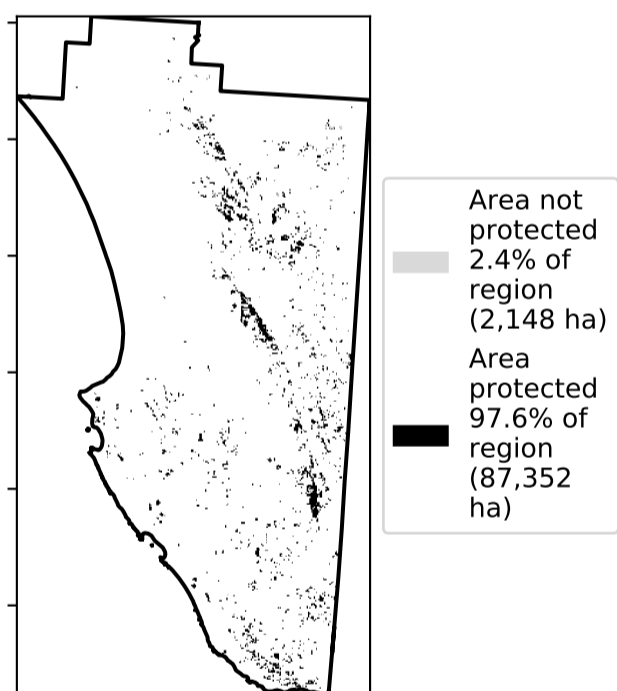 Area not
protected
2.4% of
region
(2,148 ha)
Area
protected
97.6% of
region
(87,352
ha)